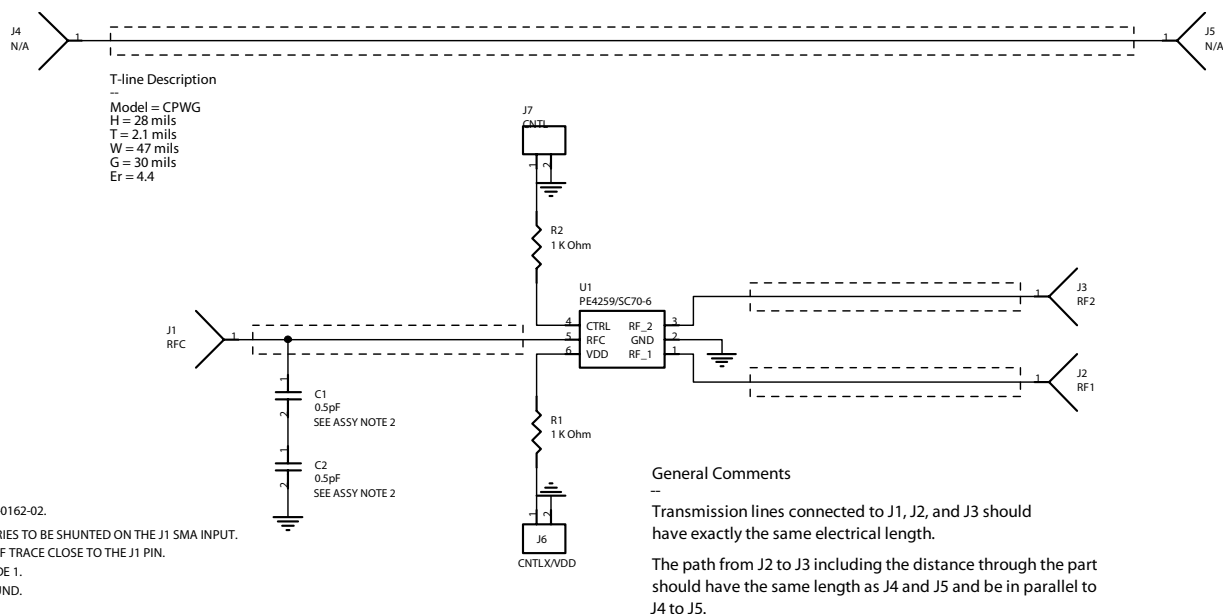 J4
N/A
1
1
J5
N/A
T-line Description
--
Model = CPWG
H = 28 mils
T = 2.1 mils
W = 47 mils
G = 30 mils
Er = 4.4
J7
CNTL
1
2
R2
1 K Ohm
U1
PE4259/SC70-6
4
CTRL
RF_2
3
5
RFC
GND
2
6
VDD
RF_1
1
1
J3
RF2
1
J2
RF1
J1
RFC
1
1
C1
2
0.5pF
SEE ASSY NOTE 2
1
C2
2
0.5pF
SEE ASSY NOTE 2
R1
1 K Ohm
1
2
J6
CNTLX/VDD
0162-02.
RIES TO BE SHUNTED ON THE J1 SMA INPUT.
F TRACE CLOSE TO THE J1 PIN.
DE 1.
UND.
General Comments
--
Transmission lines connected to J1, J2, and J3 should
have exactly the same electrical length.
The path from J2 to J3 including the distance through the part
should have the same length as J4 and J5 and be in parallel to
J4 to J5.